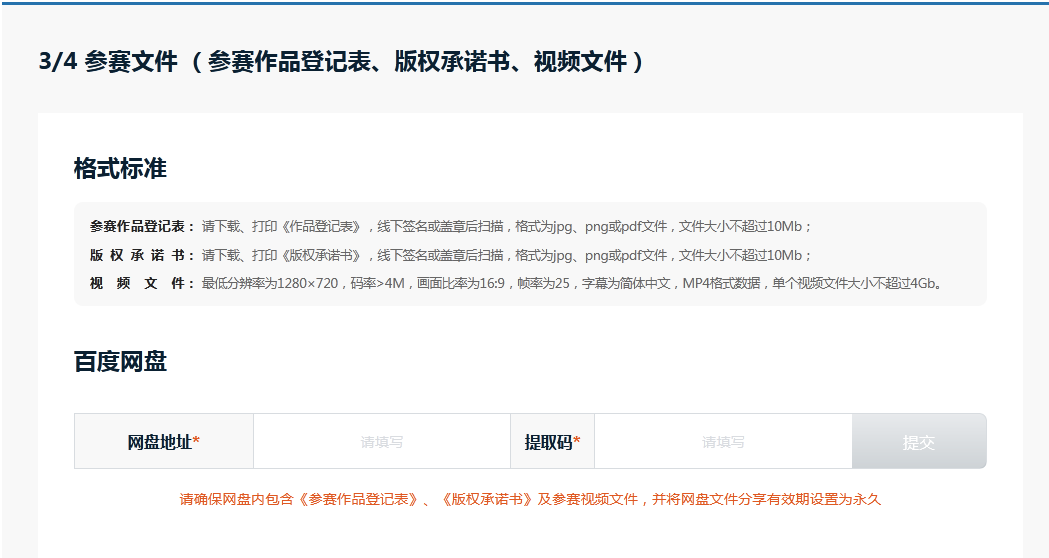 3/4 参赛文件 （ 参赛作品登记表、版权承诺书、视频文件 ）
格式标准
参赛作品登记表： 请下载、打印《作品登记表》，线下签名或盖章后扫描，格式为jpg、png或pdf文件，文件大小不超过10Mb；
版 权 承 诺 书： 请下载、打印《版权承诺书》，线下签名或盖章后扫描，格式为jpg、png或pdf文件，文件大小不超过10Mb；
视 频 文 件： 最低分辨率为1280×720，码率>4M，画面比率为16:9，帧率为25，字幕为简体中文，MP4格式数据，单个视频文件大小不超过4Gb。
百度网盘
网盘地址* 请填写 提取码* 请填写 提交
请确保网盘内包含《参赛作品登记表》、《版权承诺书》及参赛视频文件，并将网盘文件分享有效期设置为永久